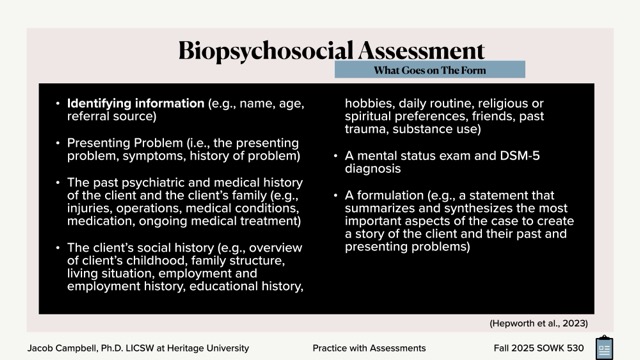 Biopsychosocial Assessment
What Goes on The Form
• Identifying information (e.g., name, age,
referral source)
• Presenting Problem (i.e., the presenting
problem, symptoms, history of problem)
• The past psychiatric and medical history
of the client and the client’s family (e.g.,
injuries, operations, medical conditions,
medication, ongoing medical treatment)
• The client’s social history (e.g., overview
of client’s childhood, family structure,
living situation, employment and
employment history, educational history,
hobbies, daily routine, religious or
spiritual preferences, friends, past
trauma, substance use)
• A mental status exam and DSM-5
diagnosis
• A formulation (e.g., a statement that
summarizes and synthesizes the most
important aspects of the case to create
a story of the client and their past and
presenting problems)
(Hepworth et al., 2023)
Jacob Campbell, Ph.D. LICSW at Heritage University
Practice with Assessments
Fall 2025 SOWK 530